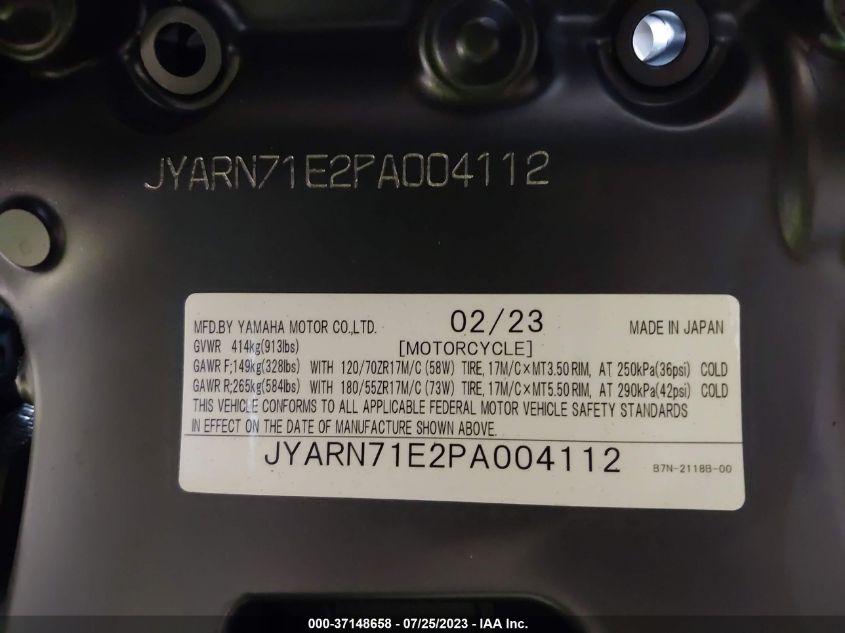 JYARN71E2PA004112
MFD.BY YAMAHA MOTOR CO.,LTD. 02/23 MADE IN JAPAN
GVWR 414kg(913lbs) [MOTORCYCLE]
GAWR F;149kg(328lbs) WITH 120/70ZR17M/C (58W) TIRE, 17M/C×MT3.50 RIM, AT 250kPa(36psi) COLD
GAWR R;265kg(584lbs) WITH 180/55ZR17M/C (73W) TIRE, 17M/C×MT5.50 RIM, AT 290kPa(42psi) COLD
THIS VEHICLE CONFORMS TO ALL APPLICABLE FEDERAL MOTOR VEHICLE SAFETY STANDARDS
IN EFFECT ON THE DATE OF MANUFACTURE SHOWN ABOVE.
JYARN71E2PA004112 B7N-2118B-00
000-37148658 - 07/25/2023 - IAA Inc.